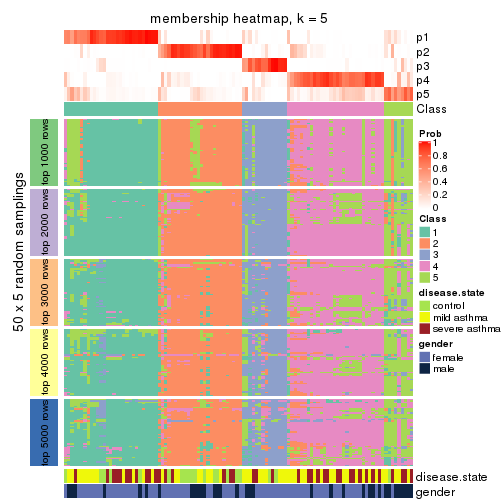 membership heatmap, k = 5
p1
p2
p3
p4
p5
Class
50 x 5 random samplings
top 1000 rows
top 2000 rows
top 3000 rows
top 4000 rows
top 5000 rows
Prob
1
0.8
0.6
0.4
0.2
0
Class
1
2
3
4
5
disease.state
control
mild asthma
severe asthma
gender
female
male
disease.state
gender